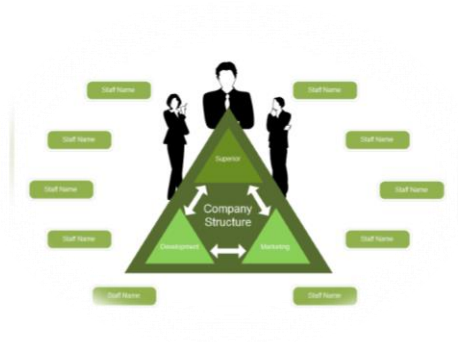 Staff Name
Staff Name
Staff Name
Staff Name
Superior
Staff Name
Staff Name
Company
Structure
Staff Name
Staff Name
Development
Marketing
Staff Name
Staff Name